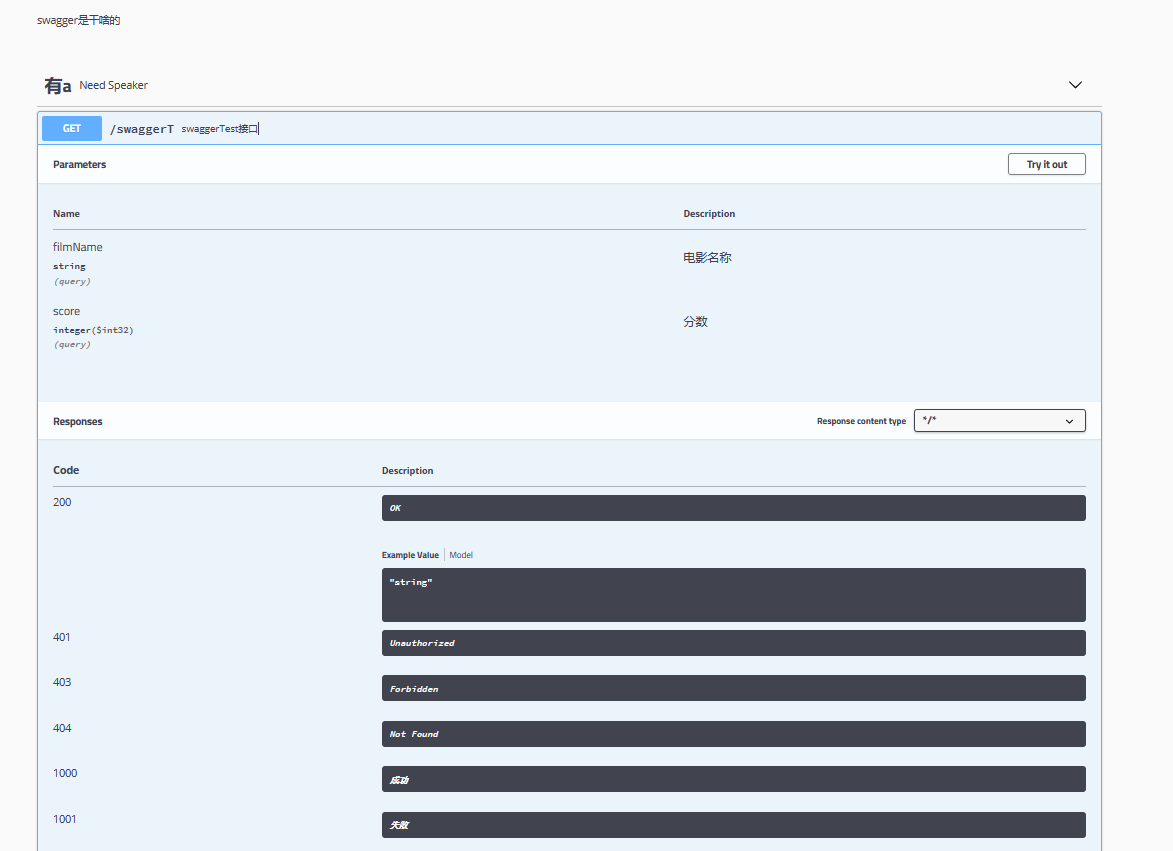 swagger是干啥的
有a Need Speaker
GET /swaggerT swaggerTest接口
Parameters Try it out
Name Description
filmName
string
(query)
电影名称
score
integer($int32)
(query)
分数
Responses Response content type */*
Code Description
200 OK
Example Value Model
"string"
401 Unauthorized
403 Forbidden
404 Not Found
1000 成功
1001 失败